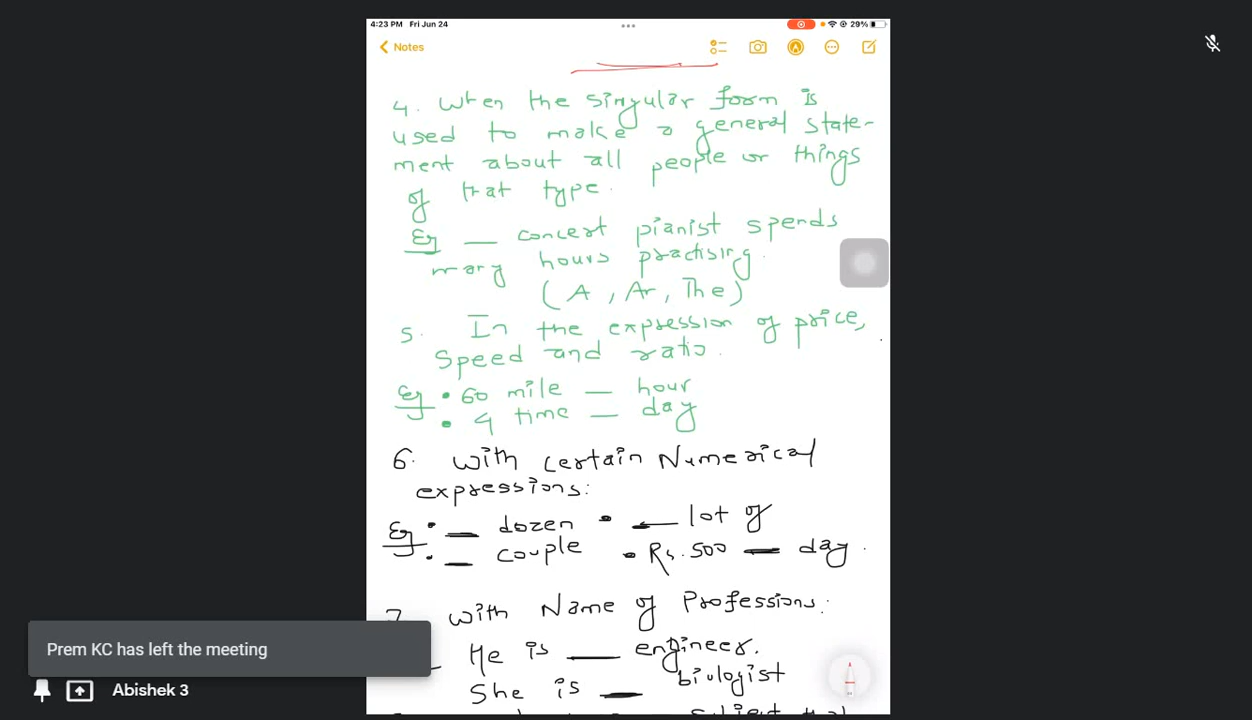 4:23 PM Fri Jun 24
29%
Notes
4. When the singular form is
used to make a general state-
ment about all people or things
of that type.
Eg — concert pianist spends
many hours practising.
(A, An, The)
5. In the expression of price,
Speed and ratio.
Eg • 60 mile — hour
• 4 time — day
6. with certain Numerical
expressions:
Eg • — dozen • — lot of
• — couple • Rs. 500 — day.
7. with Name of Professions:
He is — engineer.
She is — biologist
Prem KC has left the meeting
Abishek 3